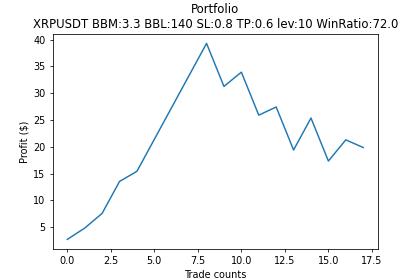 Portfolio
XRPUSDT BBM:3.3 BBL:140 SL:0.8 TP:0.6 lev:10 WinRatio:72.0
40
35
30
25
20
15
10
5
Profit ($)
0.0 2.5 5.0 7.5 10.0 12.5 15.0 17.5
Trade counts